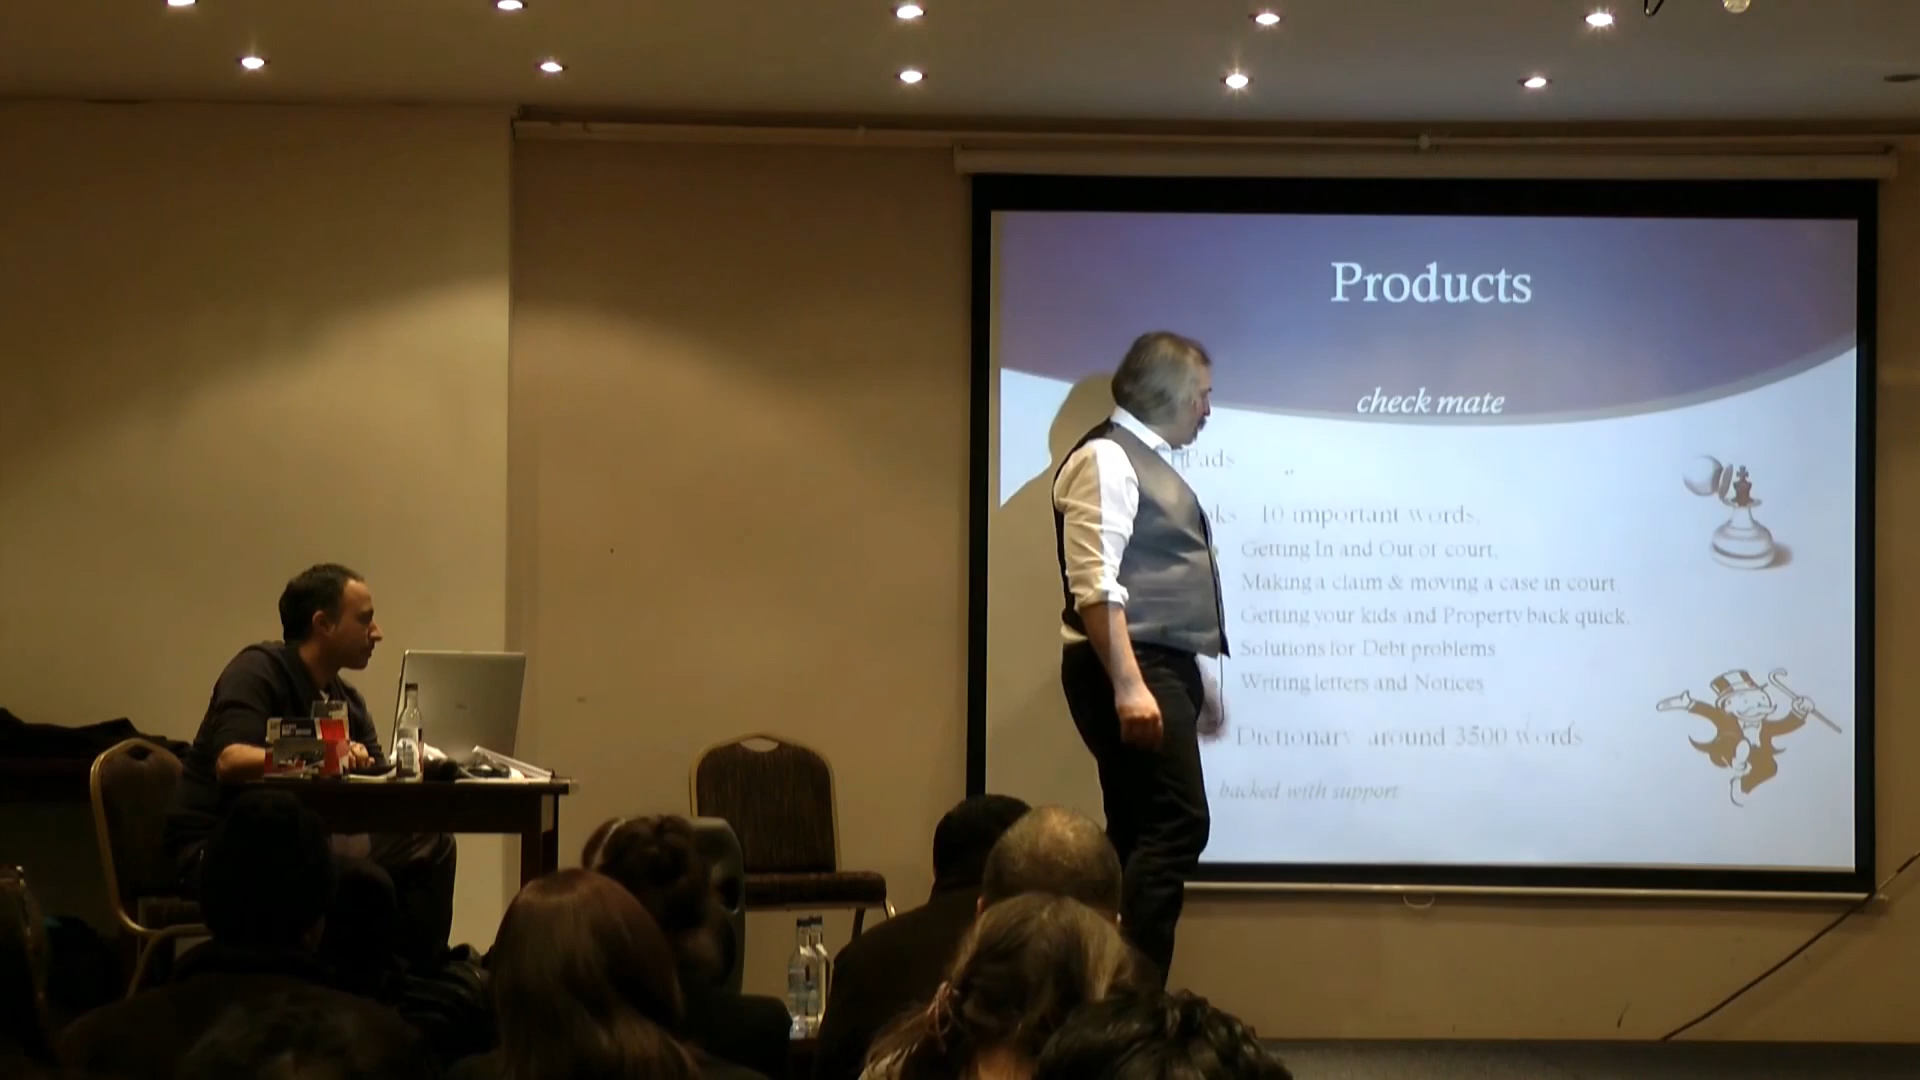 Products
check mate
Pads
10 important words.
Getting In and Out of court.
Making a claim & moving a case in court.
Getting your kids and Property back quick.
Solutions for Debt problems
Writing letters and Notices
Dictionary around 3500 words
backed with support